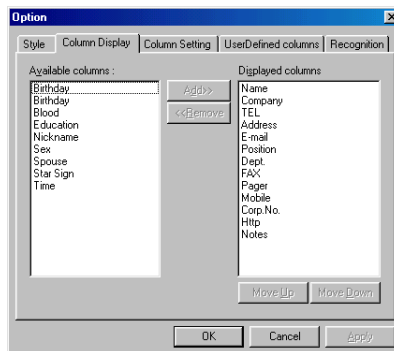 Option
Style Column Display Column Setting UserDefined columns Recognition
Available columns :
Birthday
Birthday
Blood
Education
Nickname
Sex
Spouse
Star Sign
Time
Add>>
<<Remove
Displayed columns
Name
Company
TEL
Address
E-mail
Position
Dept.
FAX
Pager
Mobile
Corp.No.
Http
Notes
Move Up Move Down
OK Cancel Apply